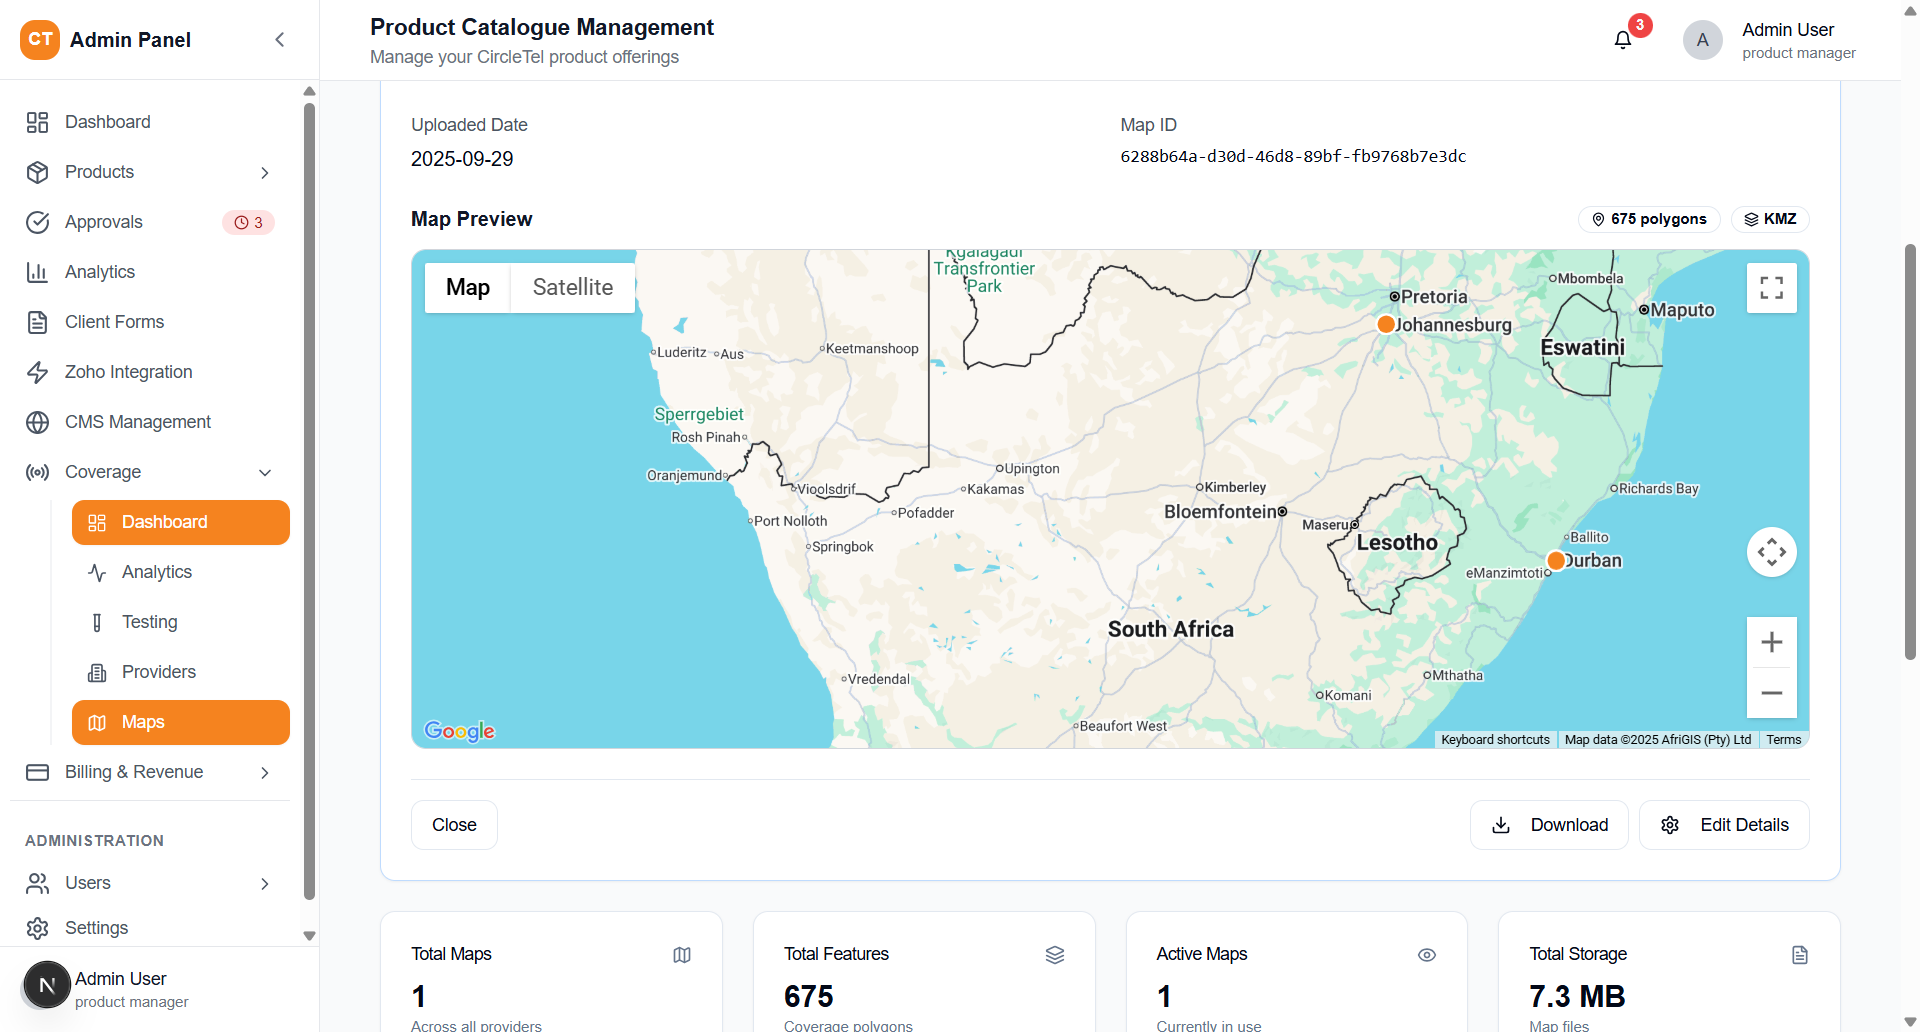 CT Admin Panel
Product Catalogue Management
Manage your CircleTel product offerings
3
A
Admin User
product manager
Dashboard
Products
Approvals
3
Analytics
Client Forms
Zoho Integration
CMS Management
Coverage
Dashboard
Analytics
Testing
Providers
Maps
Billing & Revenue
ADMINISTRATION
Users
Settings
N
Admin User
product manager
Uploaded Date
2025-09-29
Map ID
6288b64a-d30d-46d8-89bf-fb9768b7e3dc
Map Preview
675 polygons
KMZ
Map
Satellite
Kgalagadi
Transfrontier
Park
Mbombela
Pretoria
Maputo
Johannesburg
Eswatini
Luderitz
Aus
Keetmanshoop
Sperrgebiet
Rosh Pinah
Oranjemund
Upington
Vioolsdrif
Kakamas
Kimberley
Richards Bay
Port Nolloth
Pofadder
Bloemfontein
Maseru
Lesotho
Springbok
Ballito
Durban
eManzimtoti
South Africa
Vredendal
Mthatha
Komani
Beaufort West
Google
Keyboard shortcuts
Map data ©2025 AfriGIS (Pty) Ltd
Terms
Close
Download
Edit Details
Total Maps
1
Across all providers
Total Features
675
Coverage polygons
Active Maps
1
Currently in use
Total Storage
7.3 MB
Map files